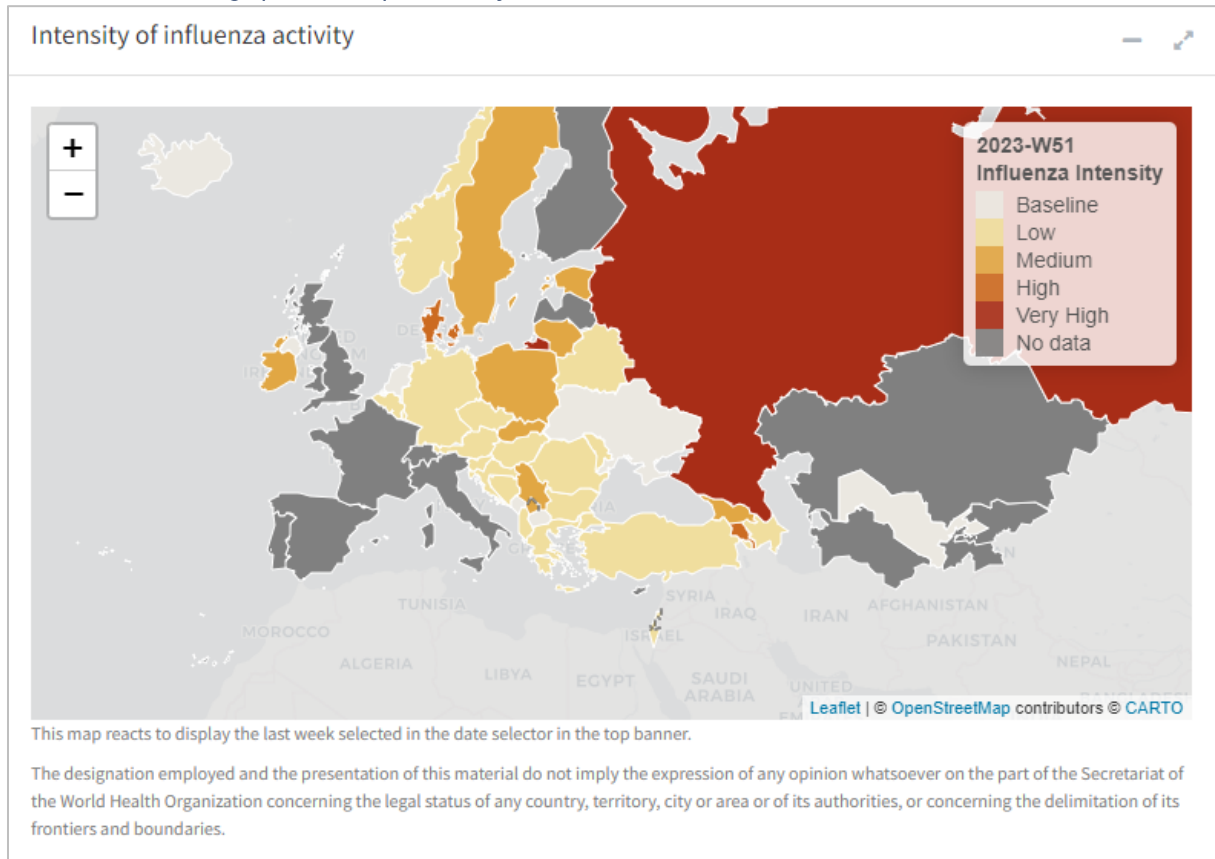 Intensity of influenza activity
+
−
2023-W51
Influenza Intensity
Baseline
Low
Medium
High
Very High
No data
TUNISIA
SYRIA
IRAQ
IRAN
AFGHANISTAN
MOROCCO
ISRAEL
PAKISTAN
ALGERIA
LIBYA
EGYPT
SAUDI
ARABIA
UNITED
NEPAL
Leaflet | © OpenStreetMap contributors © CARTO
This map reacts to display the last week selected in the date selector in the top banner.
The designation employed and the presentation of this material do not imply the expression of any opinion whatsoever on the part of the Secretariat of
the World Health Organization concerning the legal status of any country, territory, city or area or of its authorities, or concerning the delimitation of its
frontiers and boundaries.